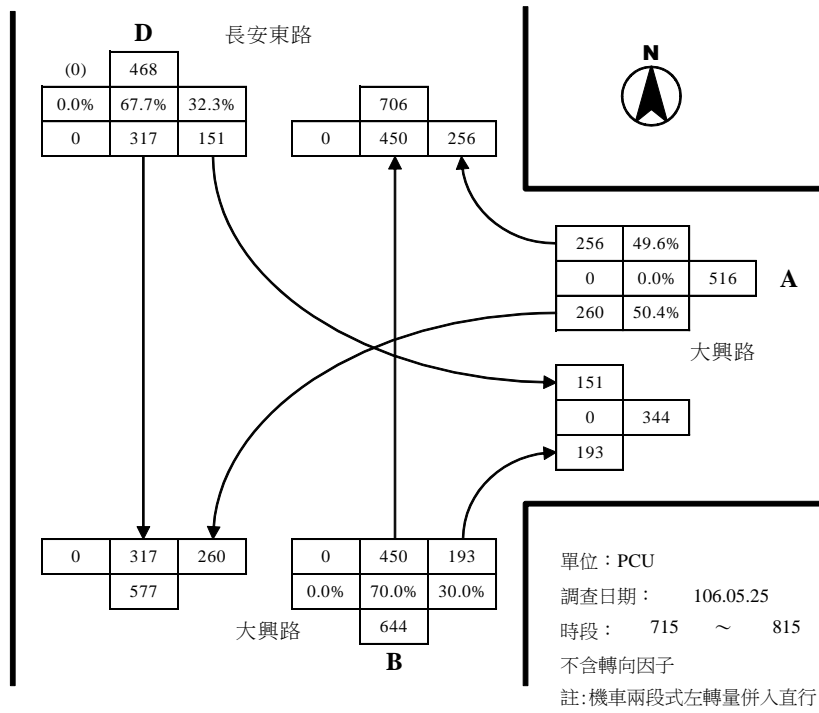 D
長安東路
N
(0) 468
0.0% 67.7% 32.3%
0 317 151
706
0 450 256
256 49.6%
0 0.0% 516
260 50.4%
A
大興路
151
0 344
193
0 317 260
577
0 450 193
0.0% 70.0% 30.0%
644
大興路
B
單位：PCU
調查日期： 106.05.25
時段： 715 ～ 815
不含轉向因子
註:機車兩段式左轉量併入直行